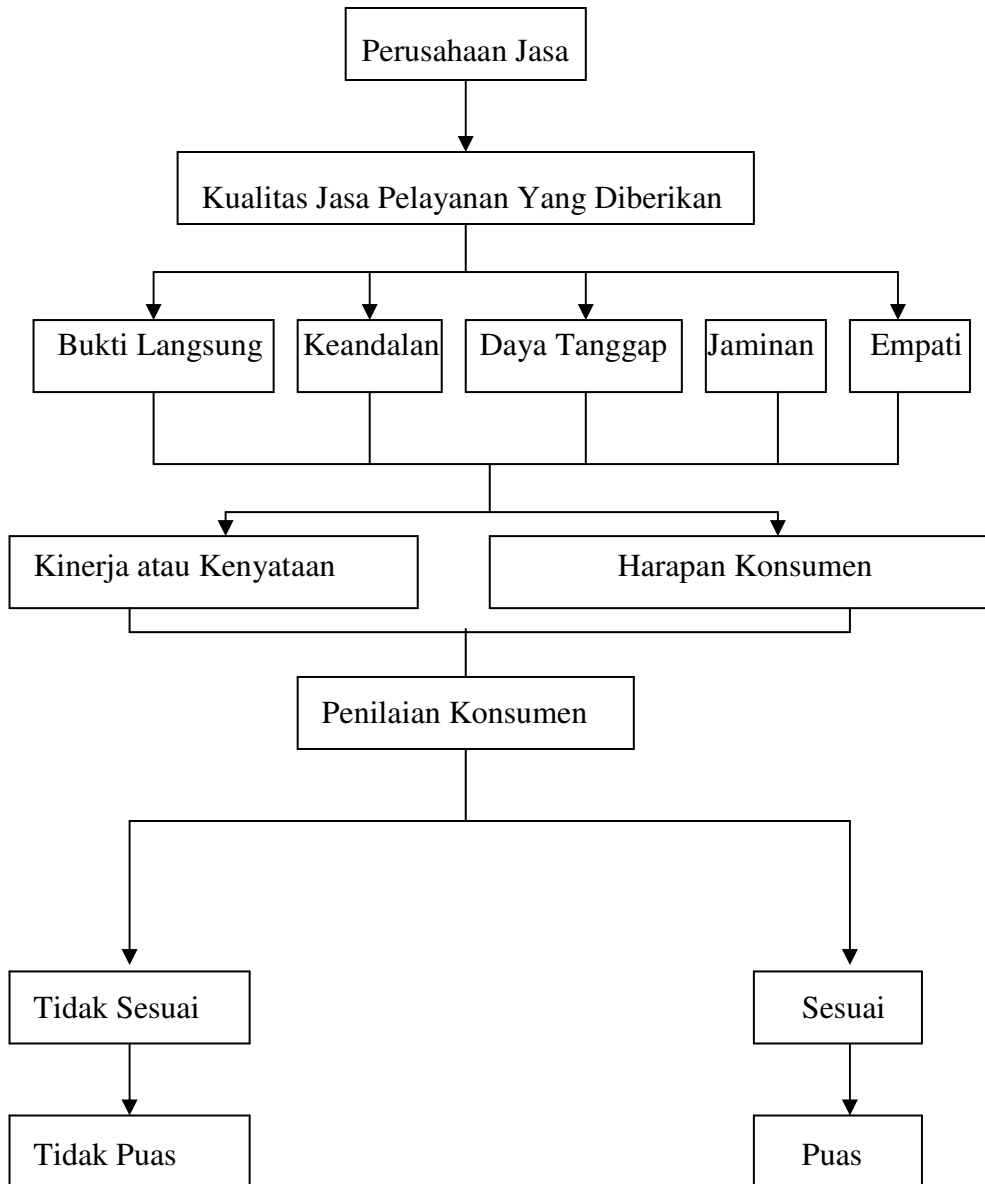 Perusahaan Jasa
Kualitas Jasa Pelayanan Yang Diberikan
Bukti Langsung
Keandalan
Daya Tanggap
Jaminan
Empati
Kinerja atau Kenyataan
Harapan Konsumen
Penilaian Konsumen
Tidak Sesuai
Sesuai
Tidak Puas
Puas